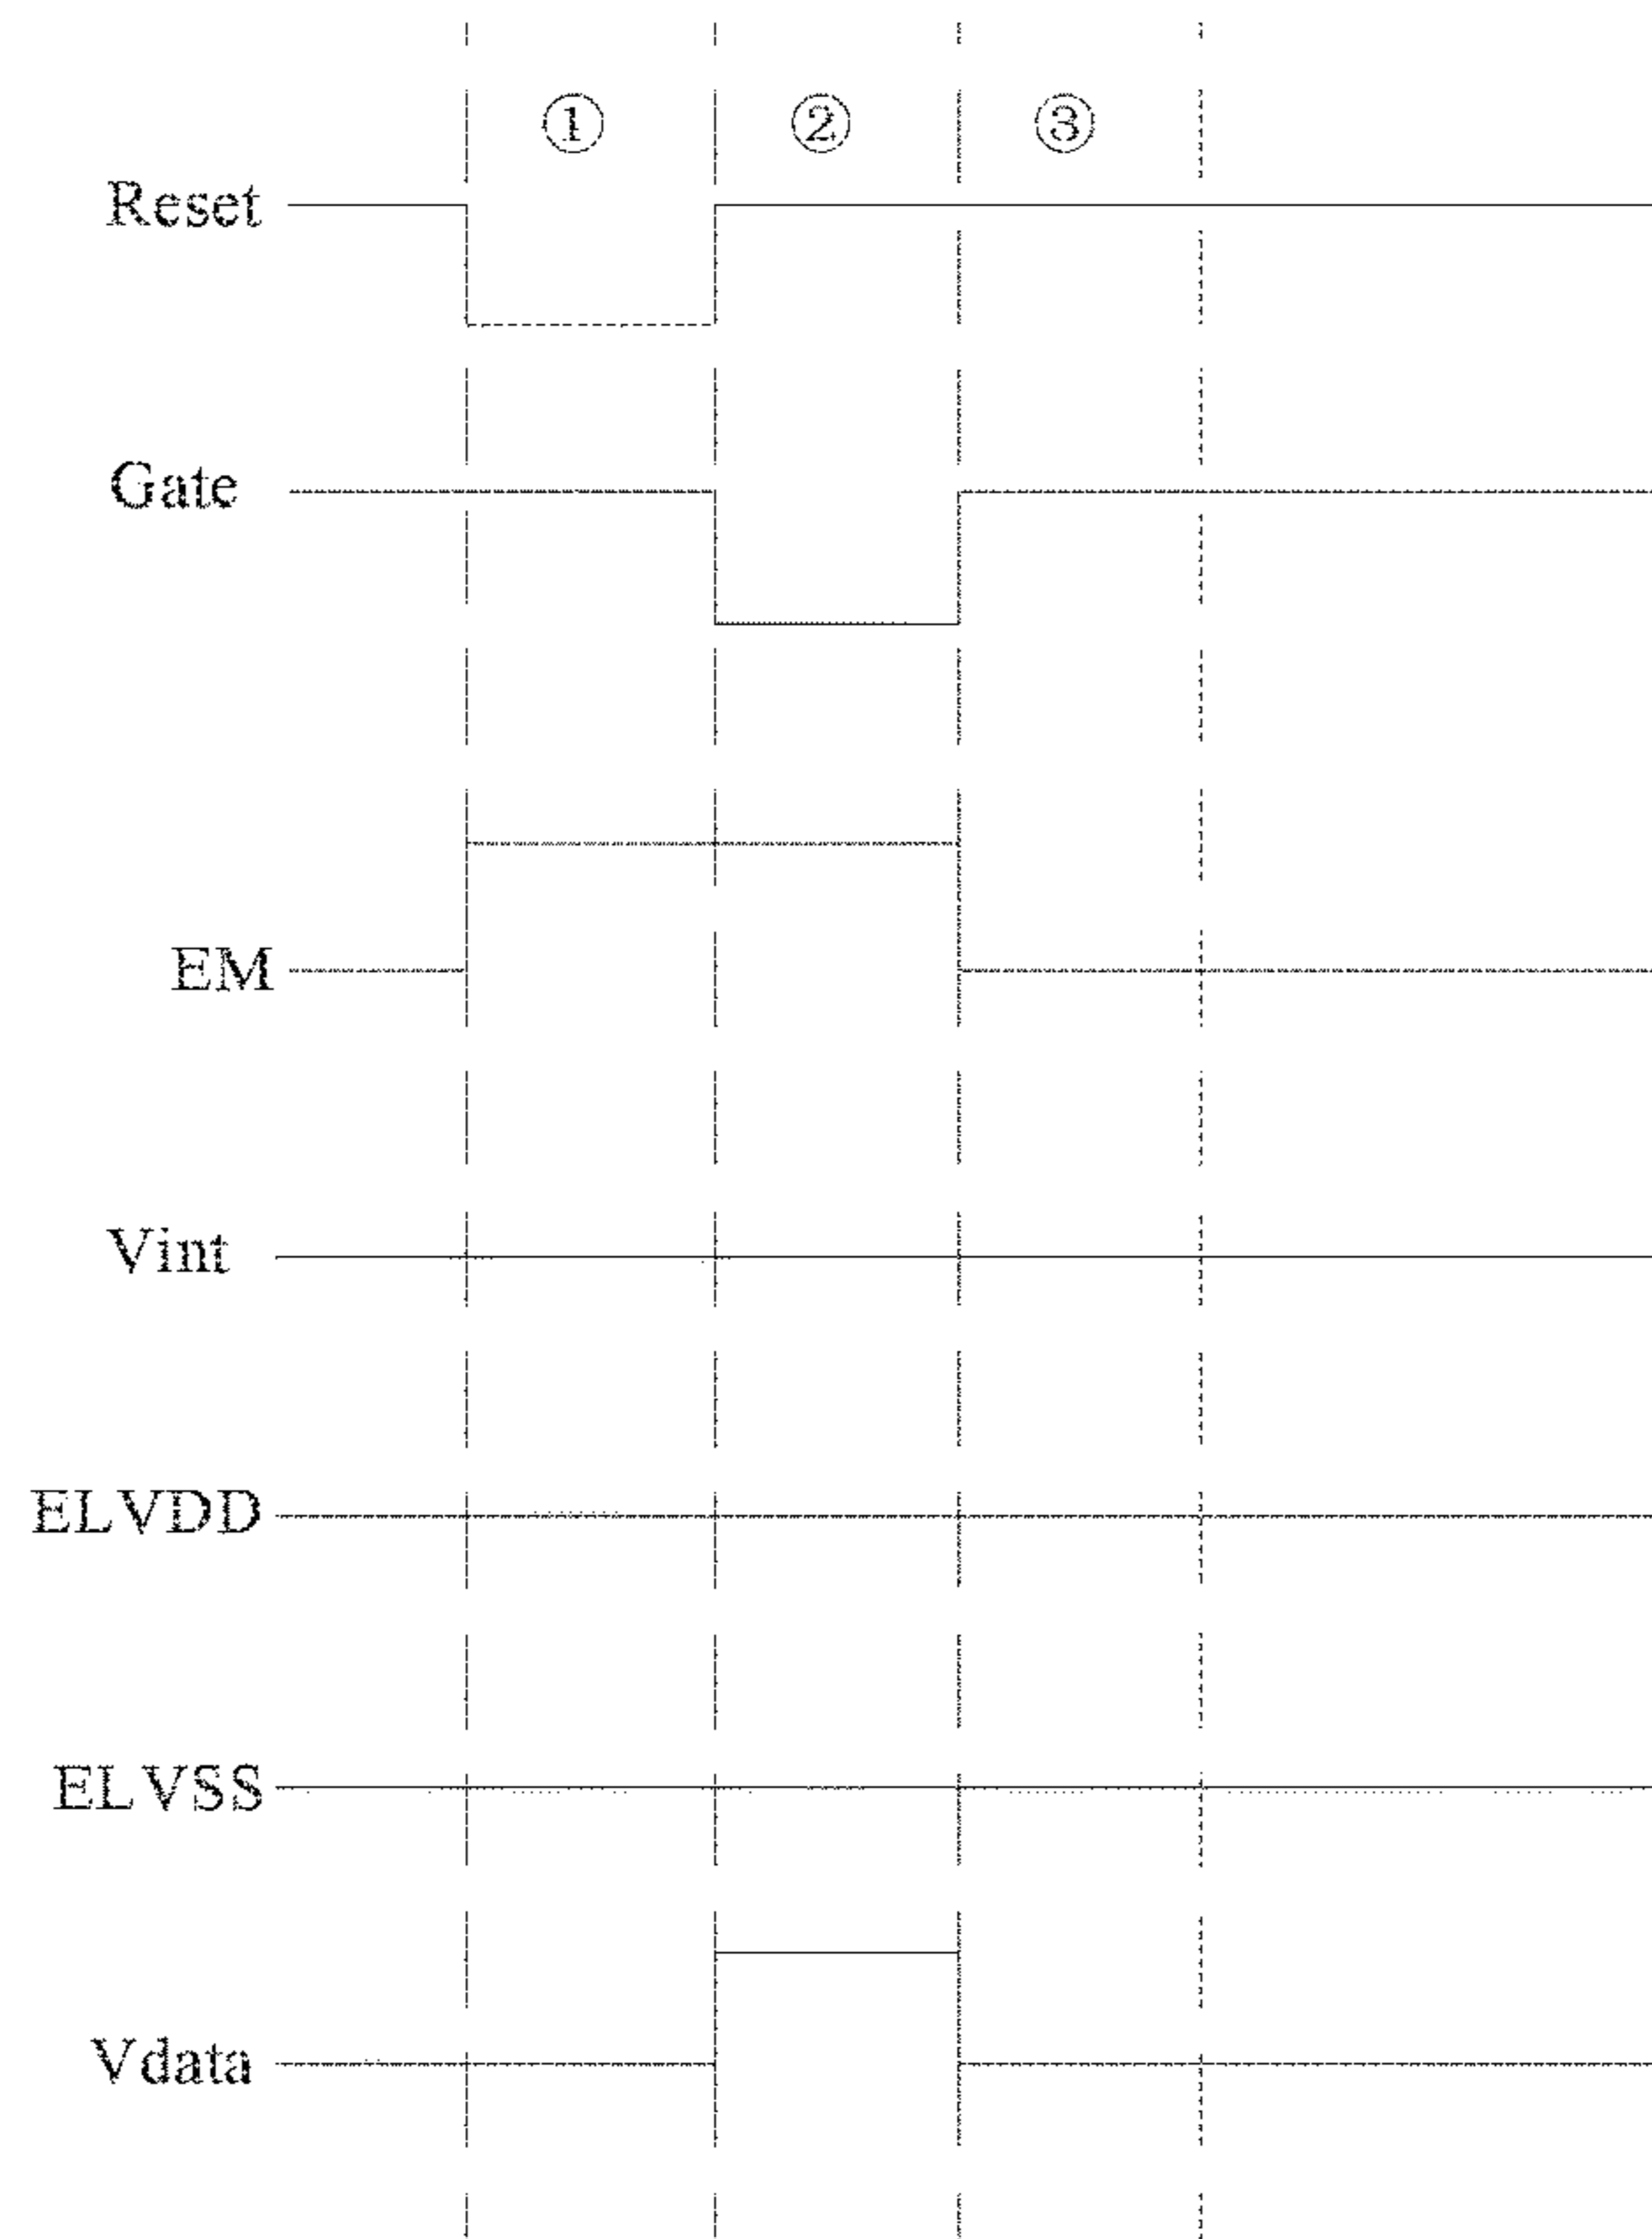 ① ② ③
Reset
Gate
EM
Vint
ELVDD
ELVSS
Vdata